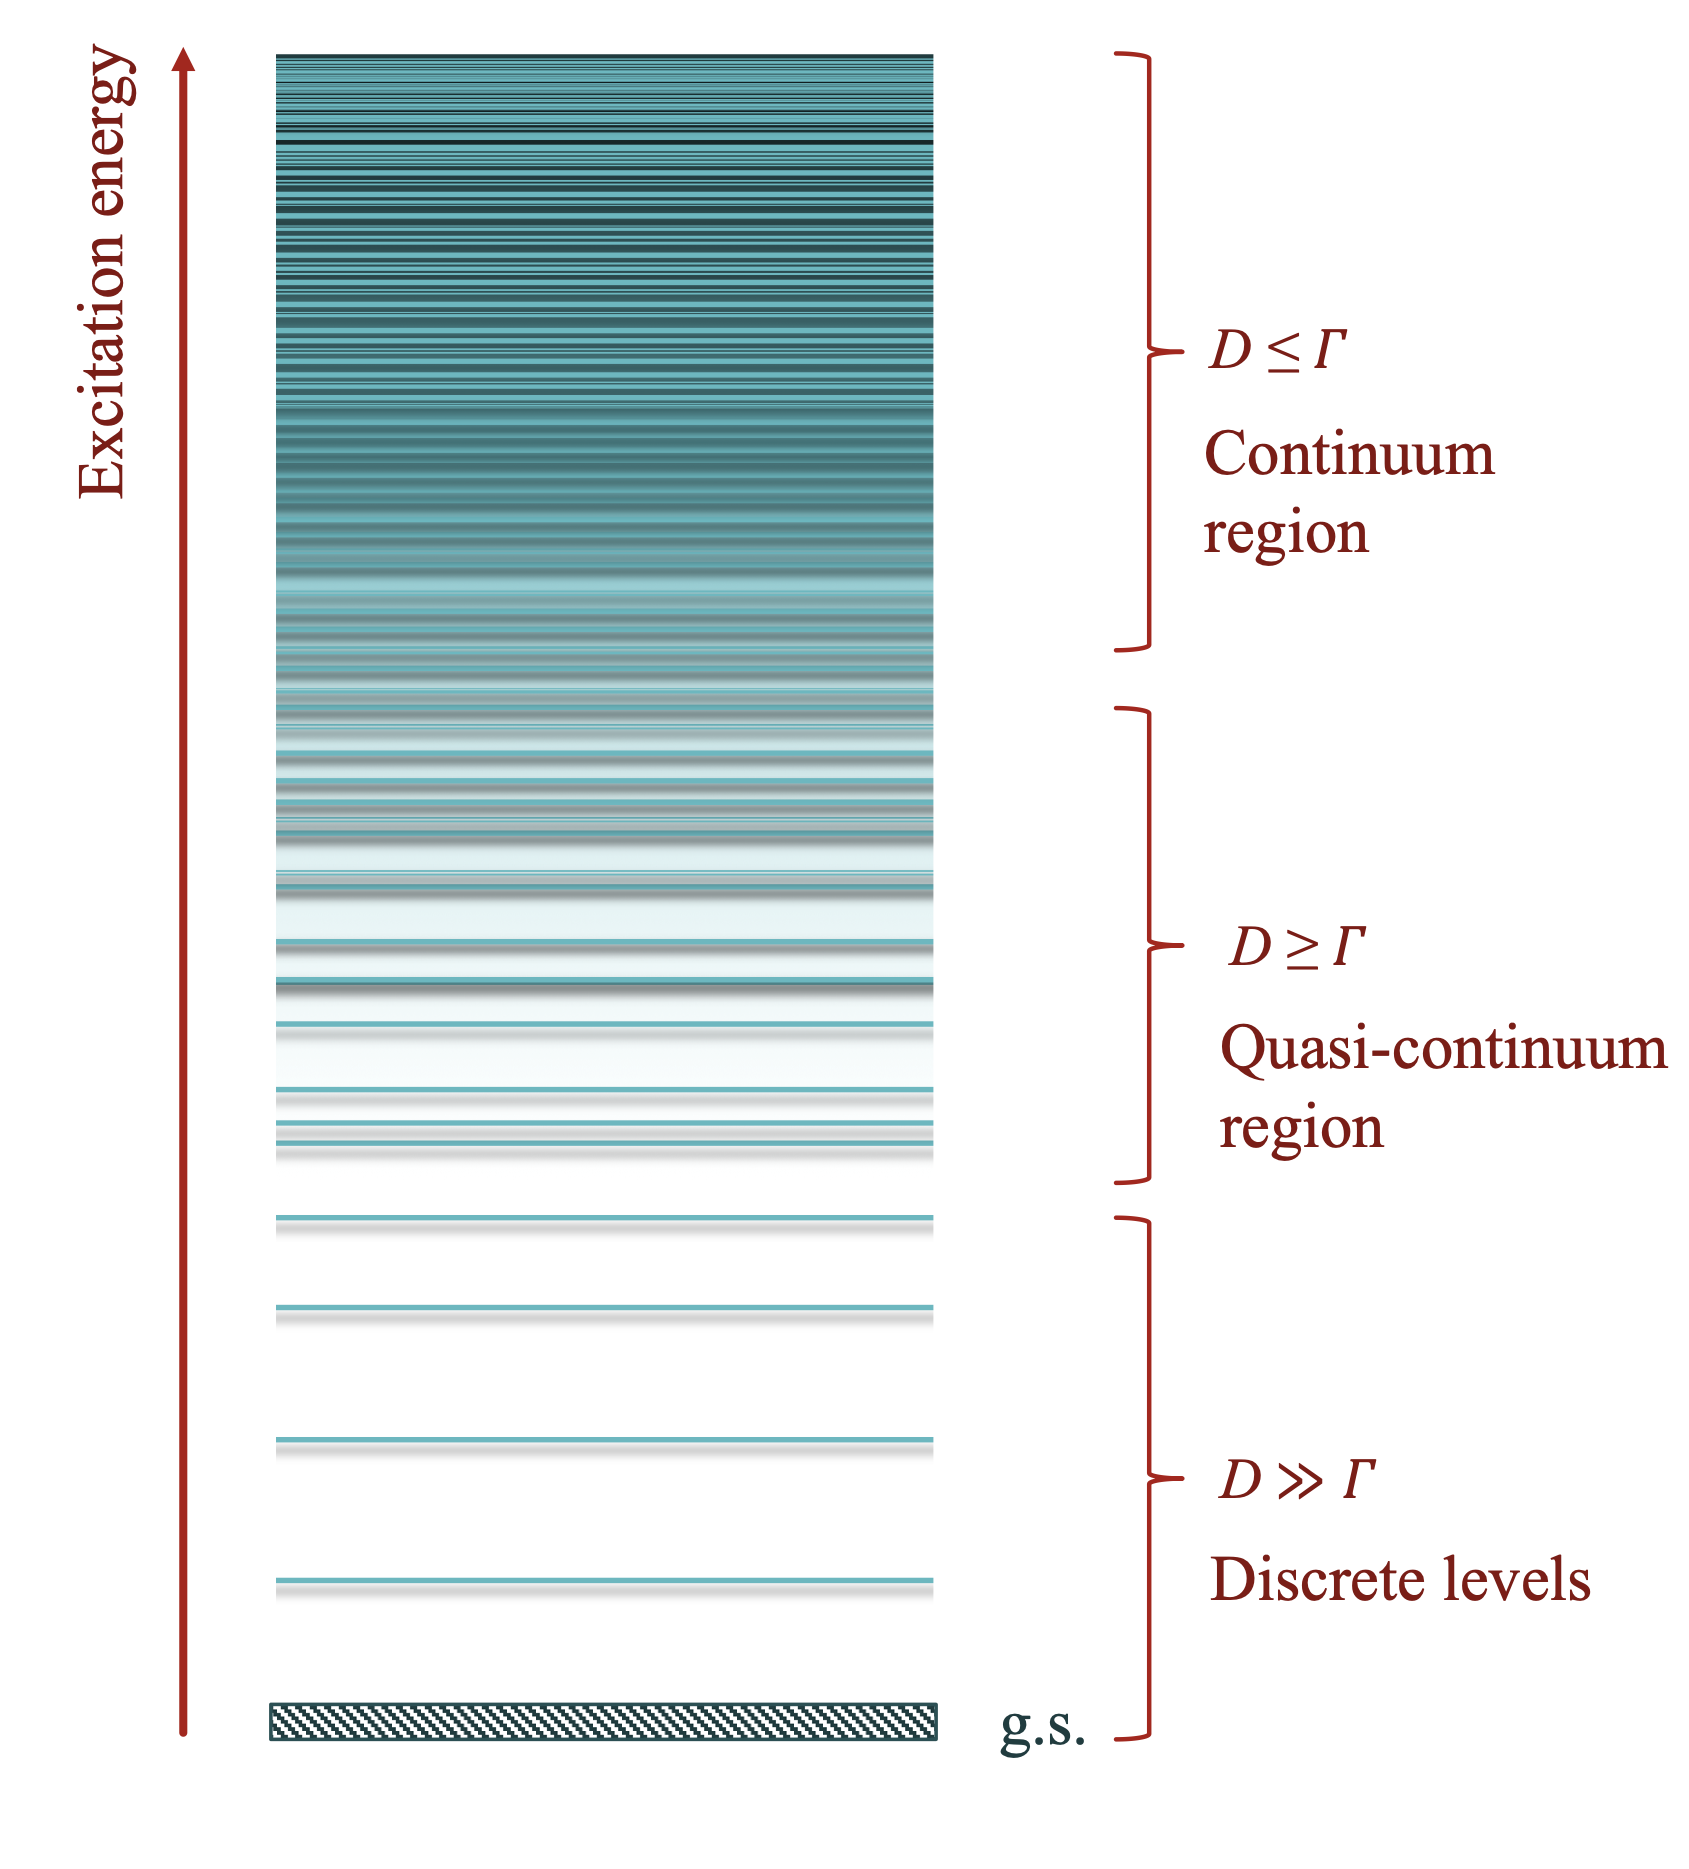 Excitation energy
D ≤ Γ
Continuum
region
D ≥ Γ
Quasi-continuum
region
D ≫ Γ
Discrete levels
g.s.